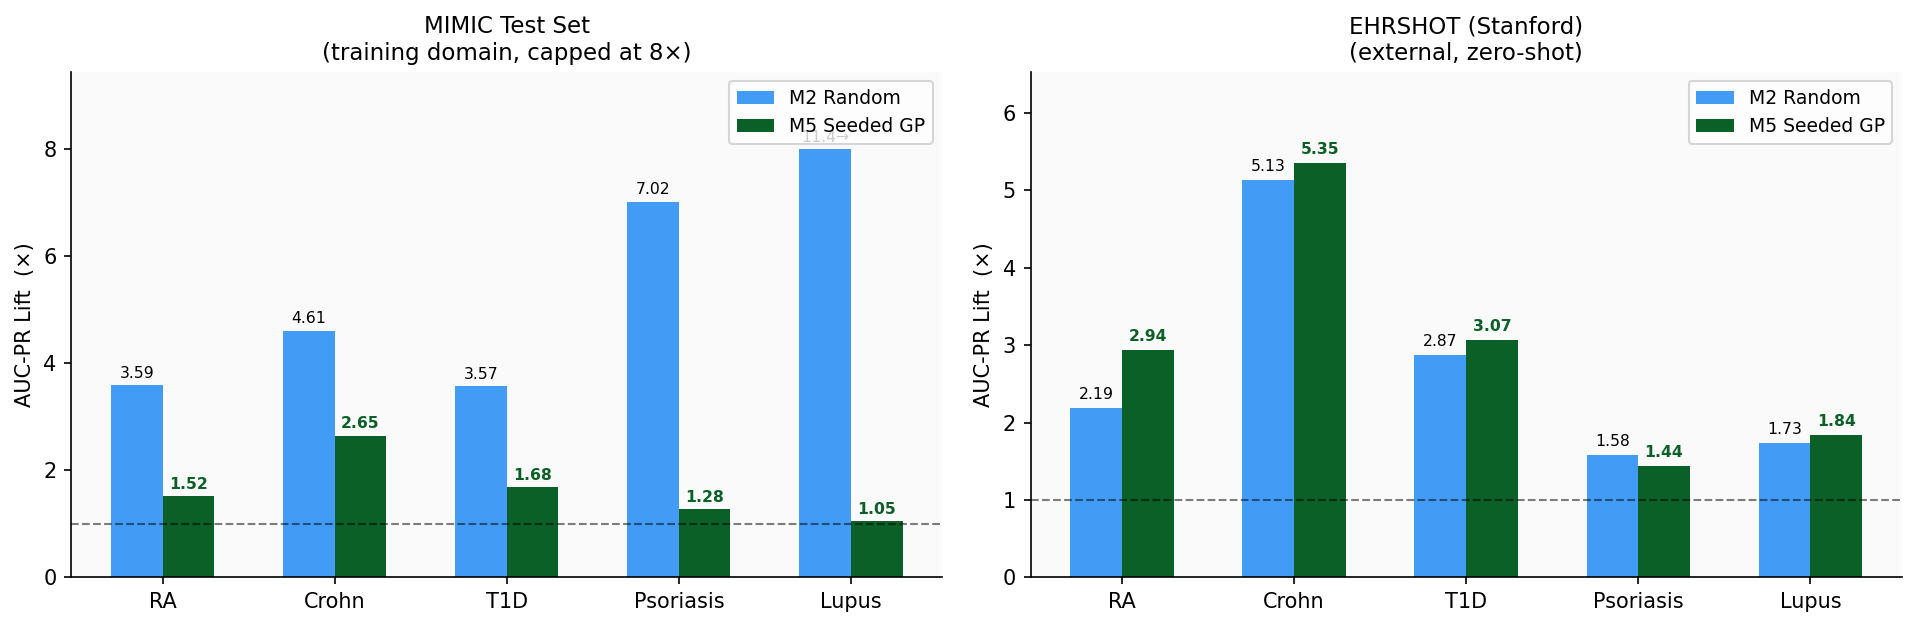 MIMIC Test Set
(training domain, capped at 8×)
AUC-PR Lift (×)
8
6
4
2
0
M2 Random
M5 Seeded GP
3.59
1.52
4.61
2.65
3.57
1.68
7.02
1.28
11.4→
1.05
RA
Crohn
T1D
Psoriasis
Lupus
EHRSHOT (Stanford)
(external, zero-shot)
AUC-PR Lift (×)
6
5
4
3
2
1
0
M2 Random
M5 Seeded GP
2.19
2.94
5.13
5.35
2.87
3.07
1.58
1.44
1.73
1.84
RA
Crohn
T1D
Psoriasis
Lupus